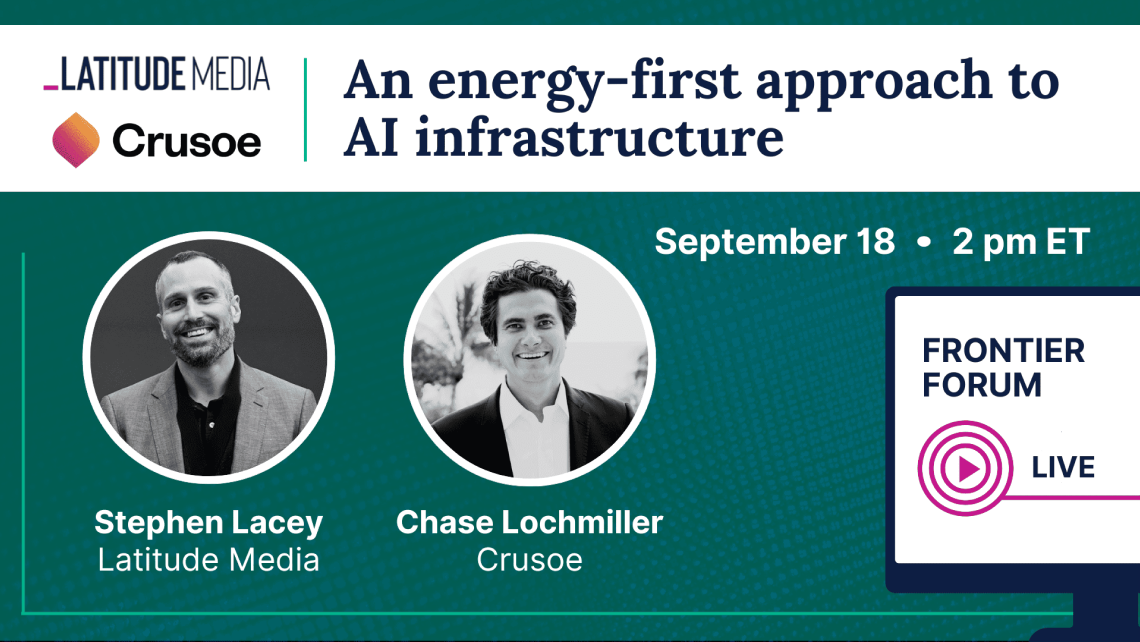 _LATITUDE MEDIA
Crusoe
An energy-first approach to
AI infrastructure
September 18 • 2 pm ET
Stephen Lacey
Latitude Media
Chase Lochmiller
Crusoe
FRONTIER
FORUM
LIVE